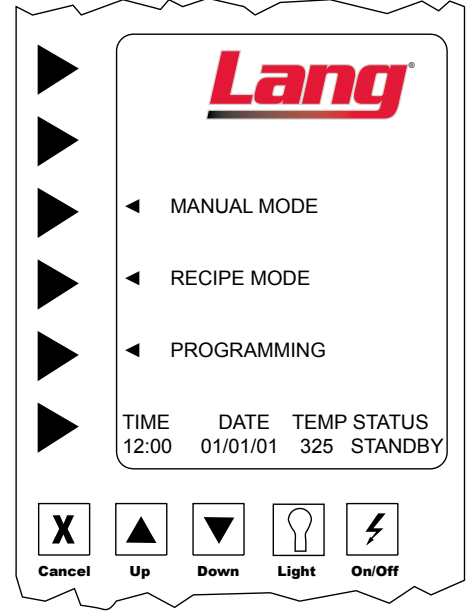 Lang®
MANUAL MODE
RECIPE MODE
PROGRAMMING
TIME DATE TEMP STATUS
12:00 01/01/01 325 STANDBY
X
Cancel Up Down Light On/Off